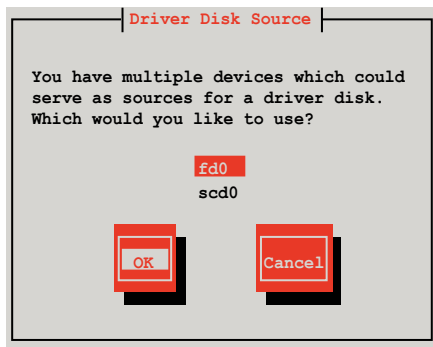 Driver Disk Source
You have multiple devices which could
serve as sources for a driver disk.
Which would you like to use?
fd0
scd0
OK Cancel